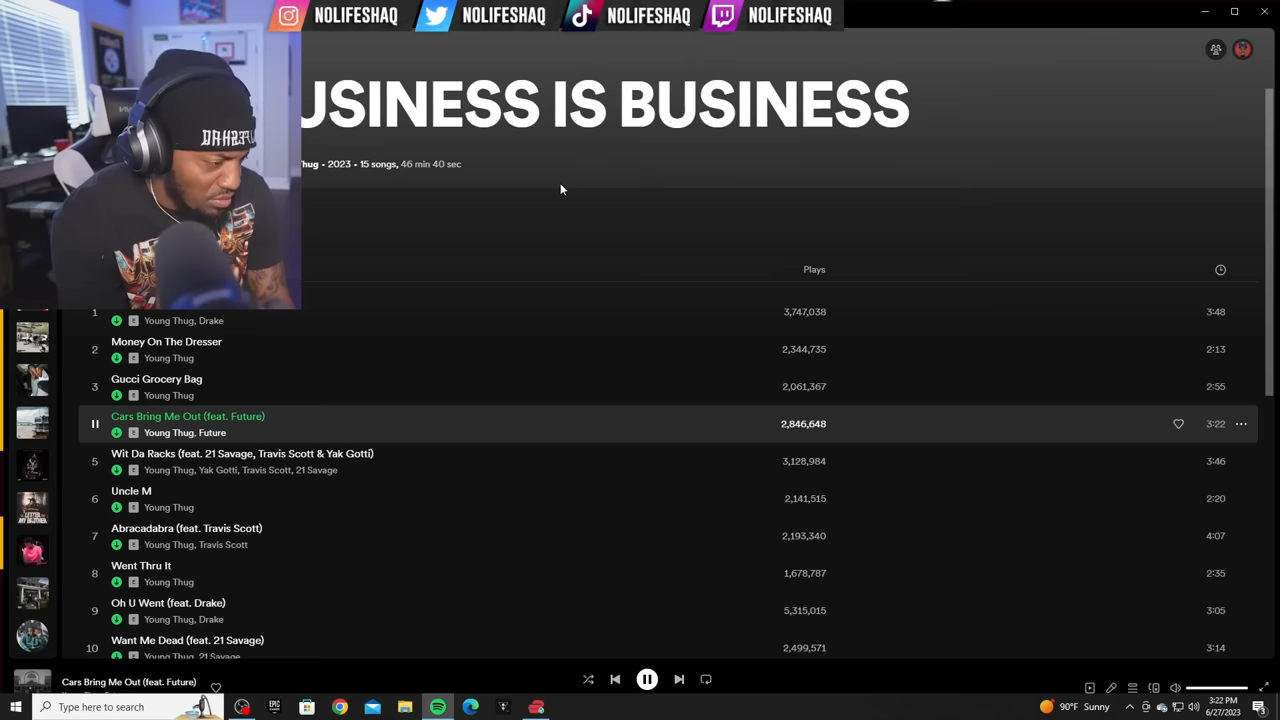 NOLIFESHAQ
NOLIFESHAQ
NOLIFESHAQ
NOLIFESHAQ
USINESS IS BUSINESS
hug • 2023 • 15 songs, 46 min 40 sec
Plays
1
Young Thug, Drake
3,747,038
3:48
2
Money On The Dresser
E Young Thug
2,344,735
2:13
3
Gucci Grocery Bag
E Young Thug
2,061,367
2:55
Cars Bring Me Out (feat. Future)
E Young Thug, Future
2,846,648
3:22
5
Wit Da Racks (feat. 21 Savage, Travis Scott & Yak Gotti)
E Young Thug, Yak Gotti, Travis Scott, 21 Savage
3,128,984
3:46
6
Uncle M
E Young Thug
2,141,515
2:20
7
Abracadabra (feat. Travis Scott)
E Young Thug, Travis Scott
2,193,340
4:07
8
Went Thru It
E Young Thug
1,678,787
2:35
9
Oh U Went (feat. Drake)
E Young Thug, Drake
5,315,015
3:05
10
Want Me Dead (feat. 21 Savage)
E Young Thug, 21 Savage
2,499,571
3:14
Cars Bring Me Out (feat. Future)
Type here to search
90°F Sunny
3:22 PM
6/27/2023